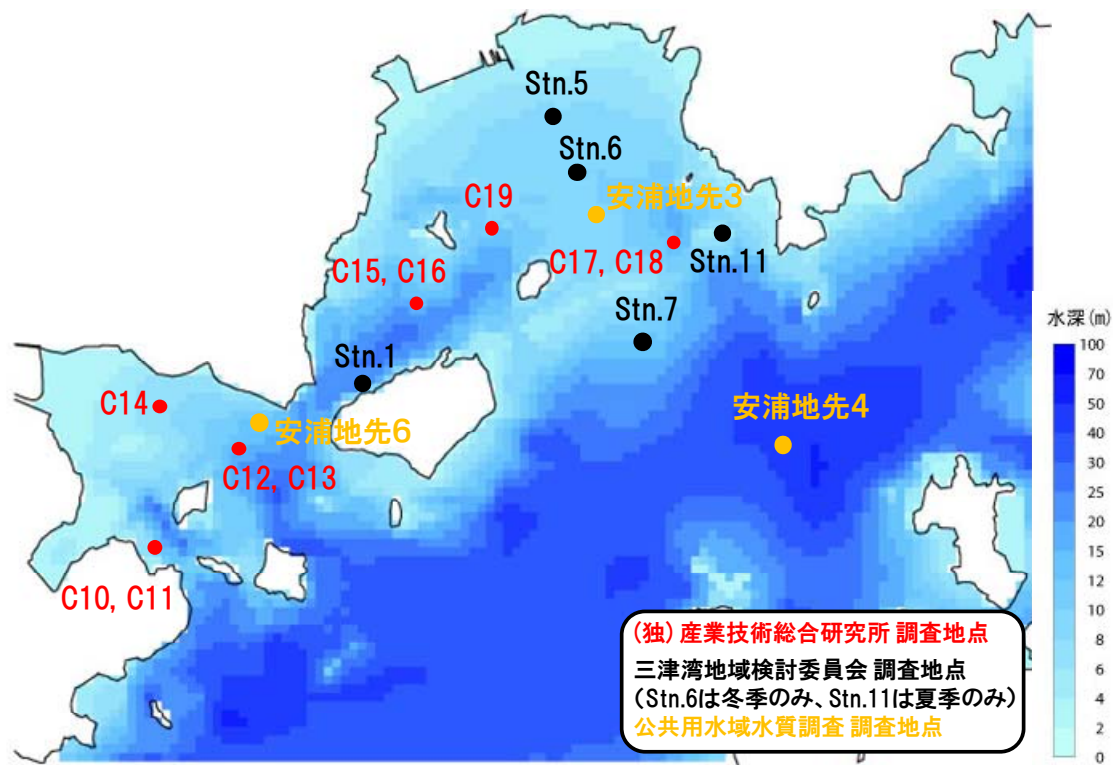 Stn.5
Stn.6
安浦地先3
C19
C17, C18
Stn.11
C15, C16
Stn.7
Stn.1
C14
安浦地先6
安浦地先4
C12, C13
C10, C11
水深(m)
100
70
50
40
30
25
20
15
12
10
8
6
4
2
0
(独)産業技術総合研究所 調査地点
三津湾地域検討委員会 調査地点
(Stn.6は冬季のみ、Stn.11は夏季のみ)
公共用水域水質調査 調査地点